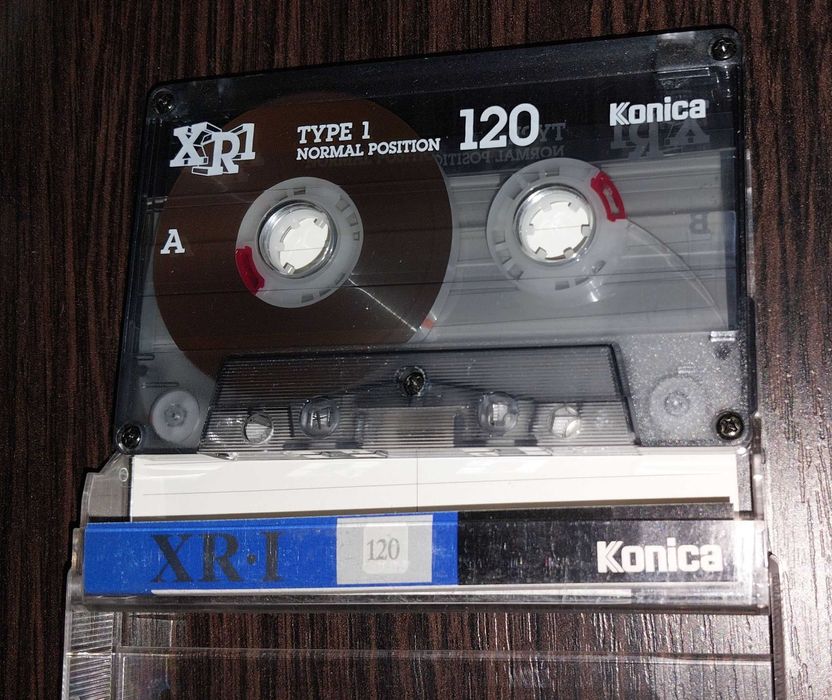 XR1 TYPE 1 120 Konica
NORMAL POSITION
A
B
XR·I 120 Konica